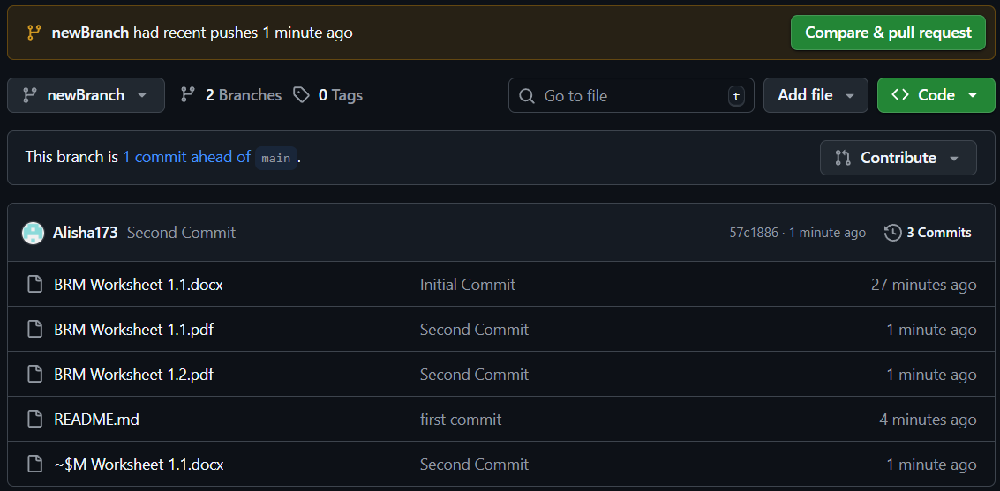 newBranch had recent pushes 1 minute ago Compare & pull request
newBranch 2 Branches 0 Tags Go to file t Add file Code
This branch is 1 commit ahead of main . Contribute
Alisha173 Second Commit 57c1886 · 1 minute ago 3 Commits
BRM Worksheet 1.1.docx Initial Commit 27 minutes ago
BRM Worksheet 1.1.pdf Second Commit 1 minute ago
BRM Worksheet 1.2.pdf Second Commit 1 minute ago
README.md first commit 4 minutes ago
~$M Worksheet 1.1.docx Second Commit 1 minute ago